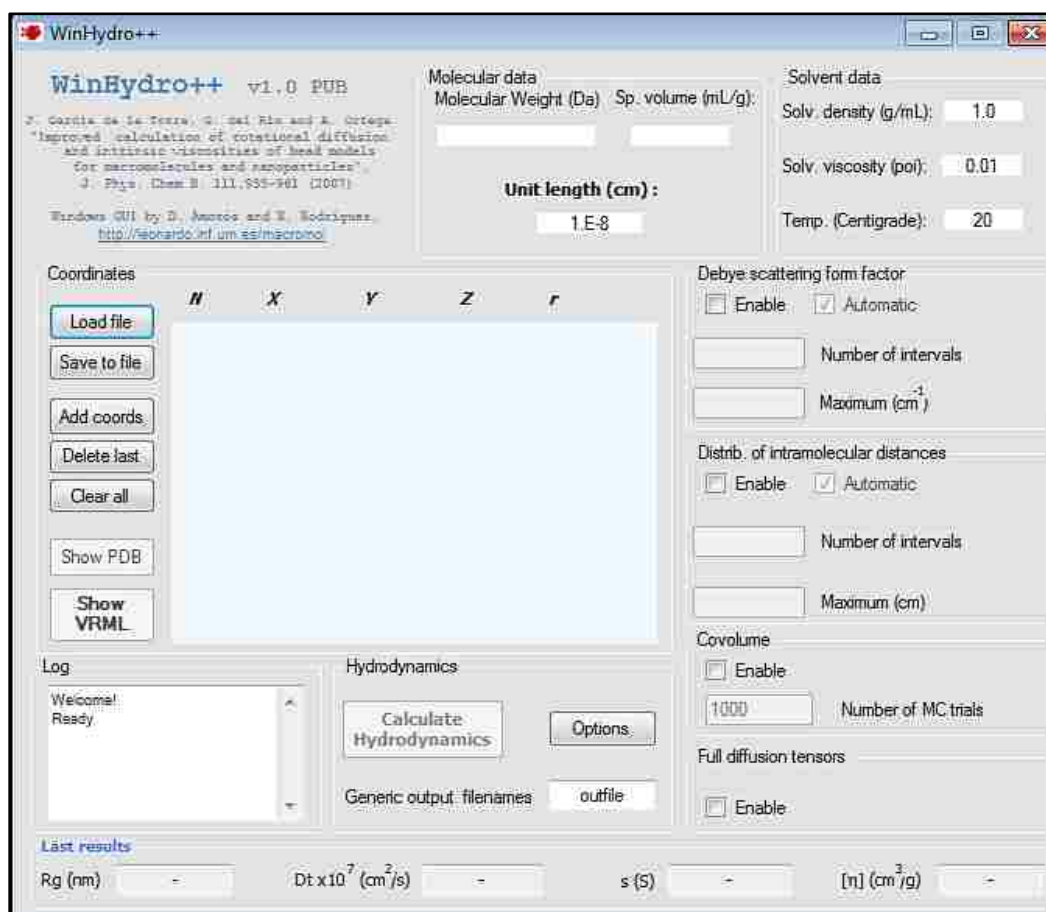 WinHydro++
WinHydro++ v1.0 PUB
J. Garcia de la Torre, G. del Rio and A. Ortega
"Improved calculation of rotational diffusion
and intrinsic viscosities of bead models
for macromolecules and nanoparticles".
J. Phys. Chem B. 111,955-961 (2007)
Windows GUI by D. Amoros and R. Rodriguez.
http://leonardo.inf.um.es/macromol
Molecular data
Molecular Weight (Da) Sp. volume (mL/g):
Unit length (cm) :
1.E-8
Solvent data
Solv. density (g/mL): 1.0
Solv. viscosity (poi): 0.01
Temp. (Centigrade): 20
Coordinates
N X Y Z r
Load file
Save to file
Add coords
Delete last
Clear all
Show PDB
Show
VRML
Debye scattering form factor
Enable Automatic
Number of intervals
Maximum (cm-1)
Distrib. of intramolecular distances
Enable Automatic
Number of intervals
Maximum (cm)
Covolume
Enable
1000 Number of MC trials
Full diffusion tensors
Enable
Log
Welcome!
Ready
Hydrodynamics
Calculate
Hydrodynamics
Options
Generic output filenames outfile
Last results
Rg (nm) - Dt x10^7 (cm^2/s) - s (S) - [η] (cm^3/g) -